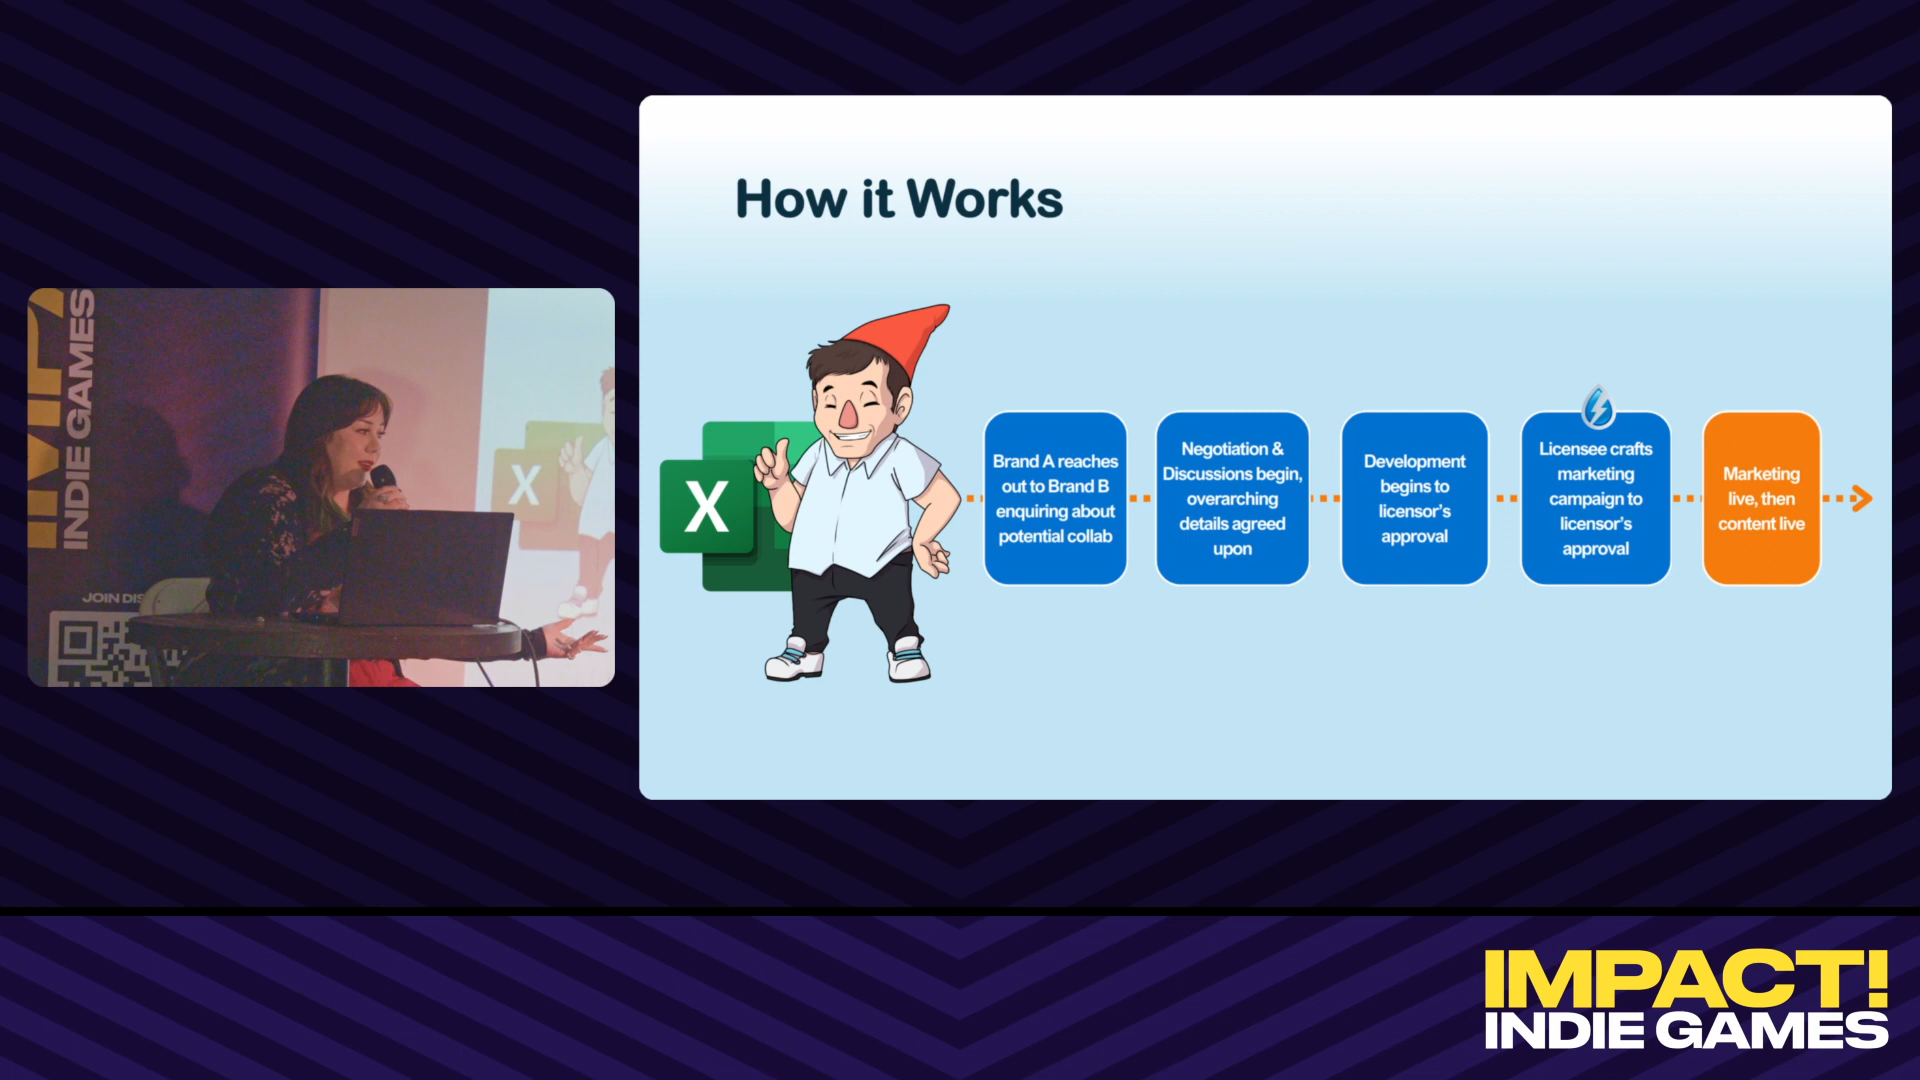 How it Works
X
Brand A reaches
out to Brand B
enquiring about
potential collab
Negotiation &
Discussions begin,
overarching
details agreed
upon
Development
begins to
licensor's
approval
Licensee crafts
marketing
campaign to
licensor's
approval
Marketing
live, then
content live
INDIE GAMES
JOIN DIS
X
IMPACT!
INDIE GAMES